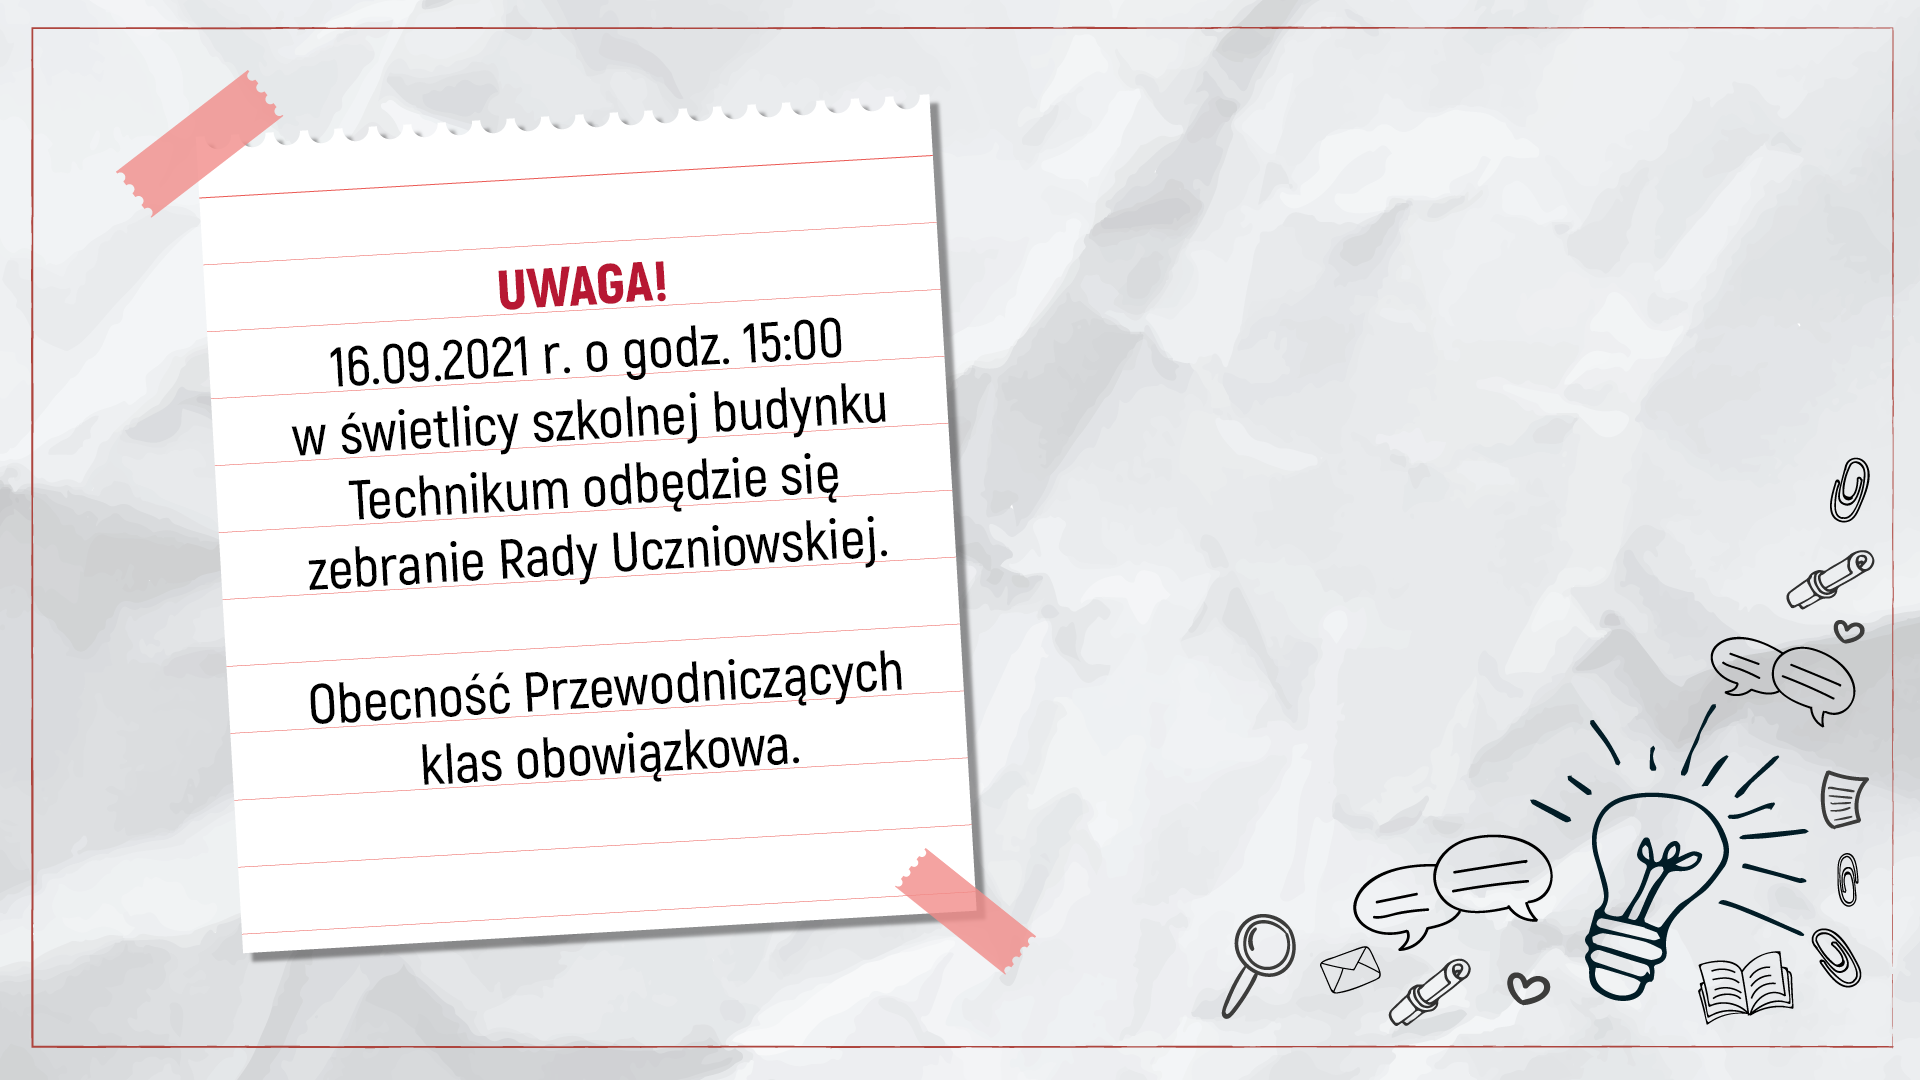 UWAGA!
16.09.2021 r. o godz. 15:00
w świetlicy szkolnej budynku
Technikum odbędzie się
zebranie Rady Uczniowskiej.
Obecność Przewodniczących
klas obowiązkowa.